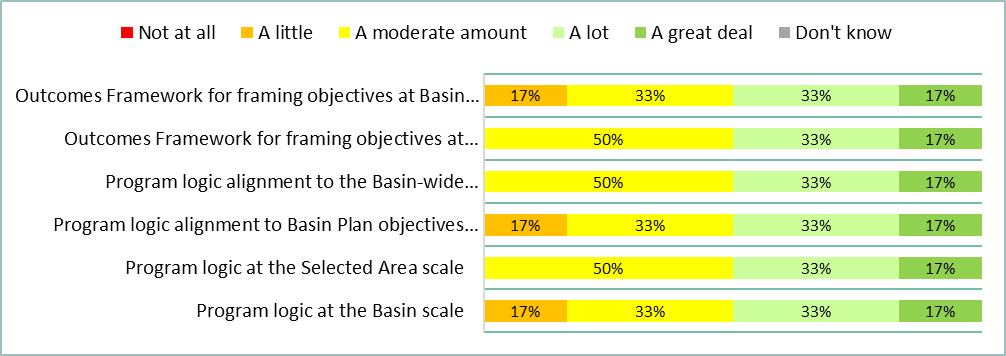 Not at all A little A moderate amount A lot A great deal Don't know
Outcomes Framework for framing objectives at Basin... 17% 33% 33% 17%
Outcomes Framework for framing objectives at... 50% 33% 17%
Program logic alignment to the Basin-wide... 50% 33% 17%
Program logic alignment to Basin Plan objectives... 17% 33% 33% 17%
Program logic at the Selected Area scale 50% 33% 17%
Program logic at the Basin scale 17% 33% 33% 17%